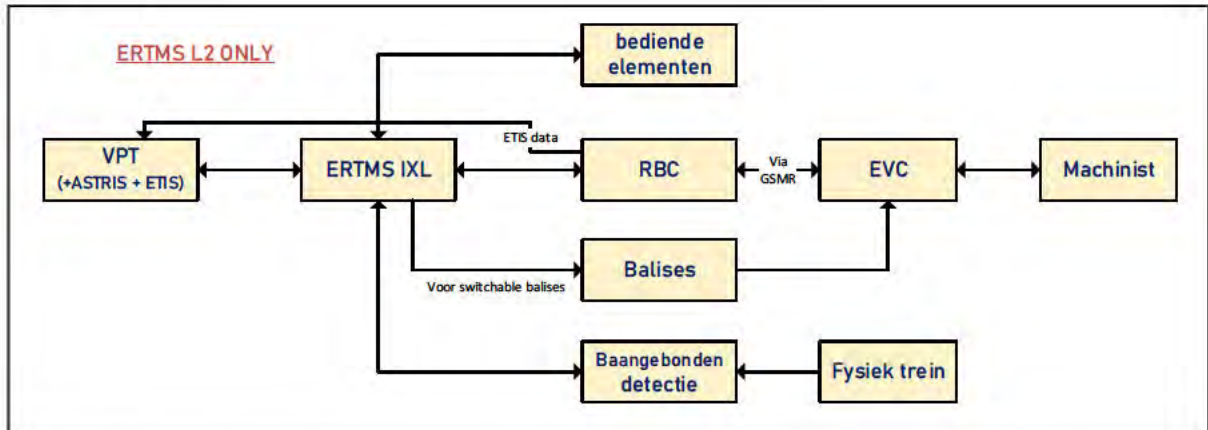 ERTMS L2 ONLY
bediende
elementen
ETIS data
VPT
(+ASTRIS + ETIS)
ERTMS IXL
RBC
Via
GSMR
EVC
Machinist
Balises
Voor switchable balises
Baangebonden
detectie
Fysiek trein